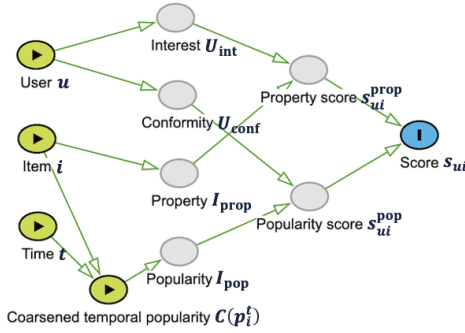 Interest U_int
User u
Property score s_ui^prop
Conformity U_conf
Score s_ui
Item i
Property I_prop
Popularity score s_ui^pop
Time t
Popularity I_pop
Coarsened temporal popularity C(p_i^t)